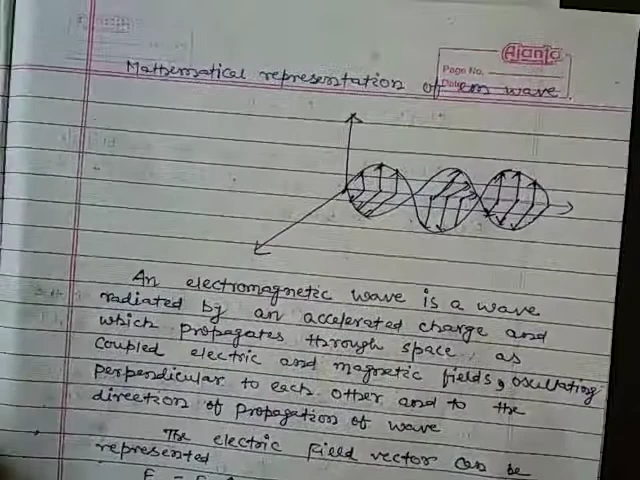 Ajanta
Page No.
Date
Mathematical representation of em wave.
An electromagnetic wave is a wave
radiated by an accelerated charge and
which propagates through space as
coupled electric and magnetic fields, oscillating
perpendicular to each other and to the
direction of propagation of wave
The electric field vector can be
represented